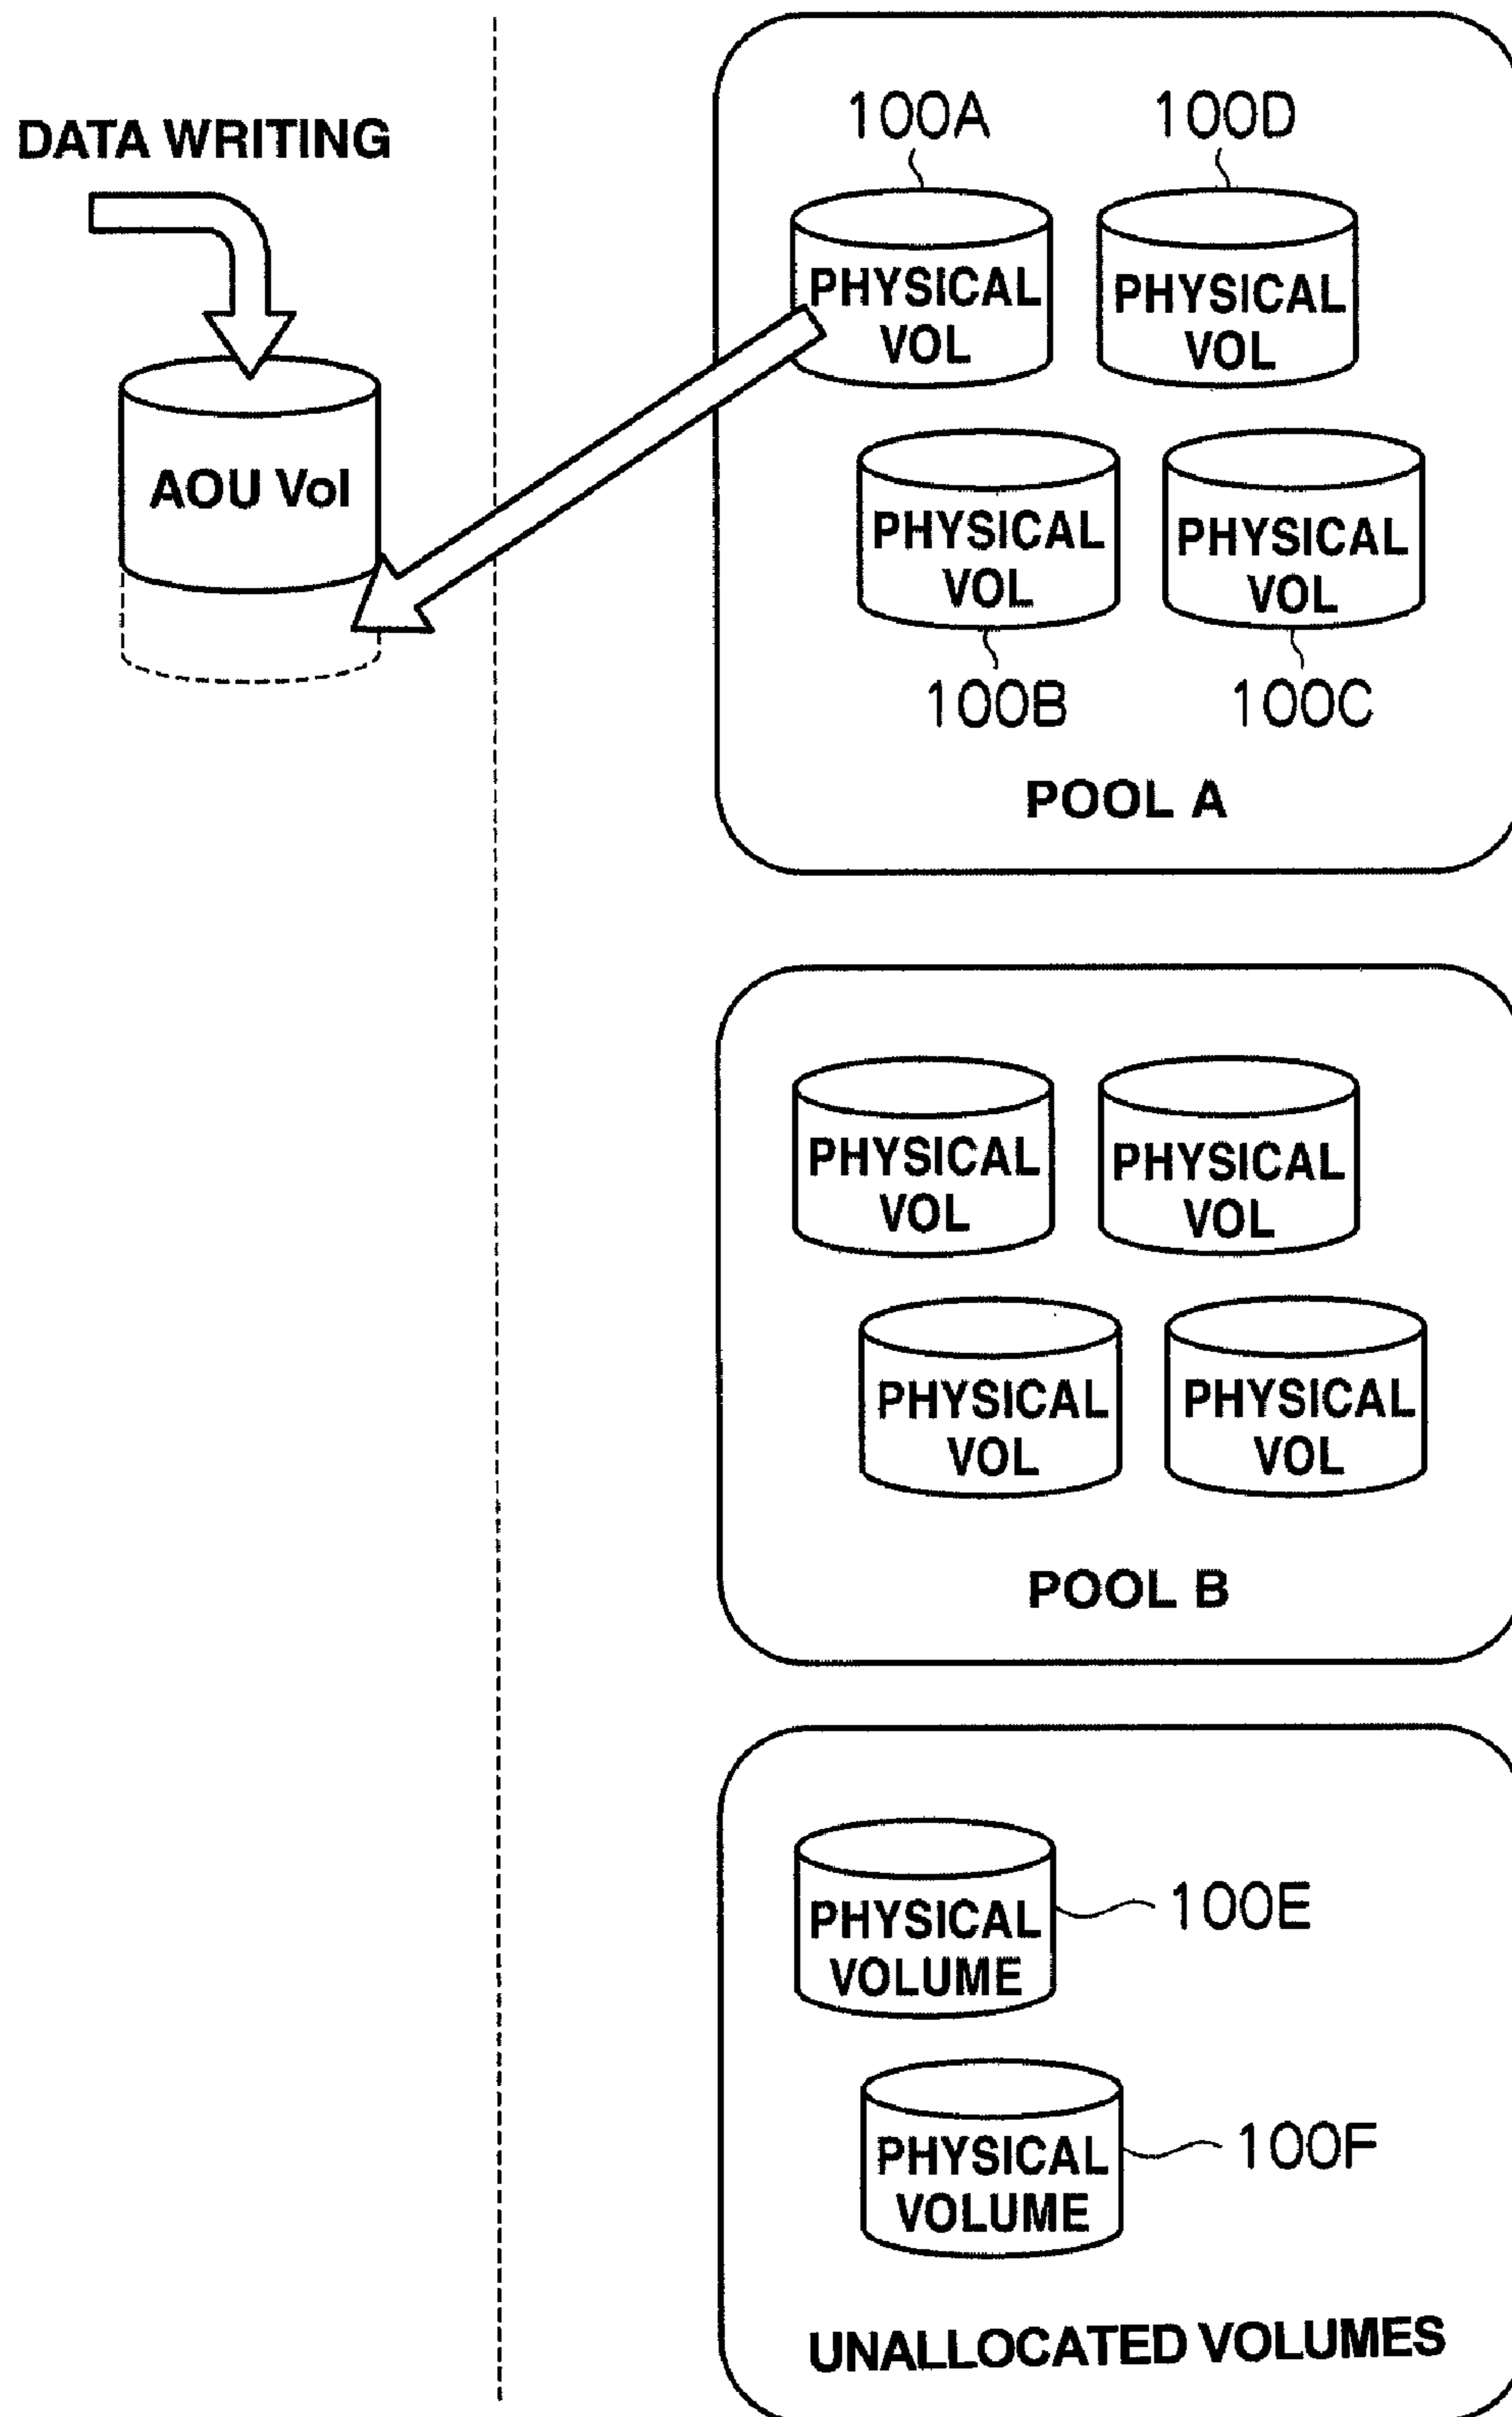 DATA WRITING
AOU Vol
100A
100D
PHYSICAL
VOL
PHYSICAL
VOL
PHYSICAL
VOL
PHYSICAL
VOL
100B
100C
POOL A
PHYSICAL
VOL
PHYSICAL
VOL
PHYSICAL
VOL
PHYSICAL
VOL
POOL B
PHYSICAL
VOLUME
100E
PHYSICAL
VOLUME
100F
UNALLOCATED VOLUMES